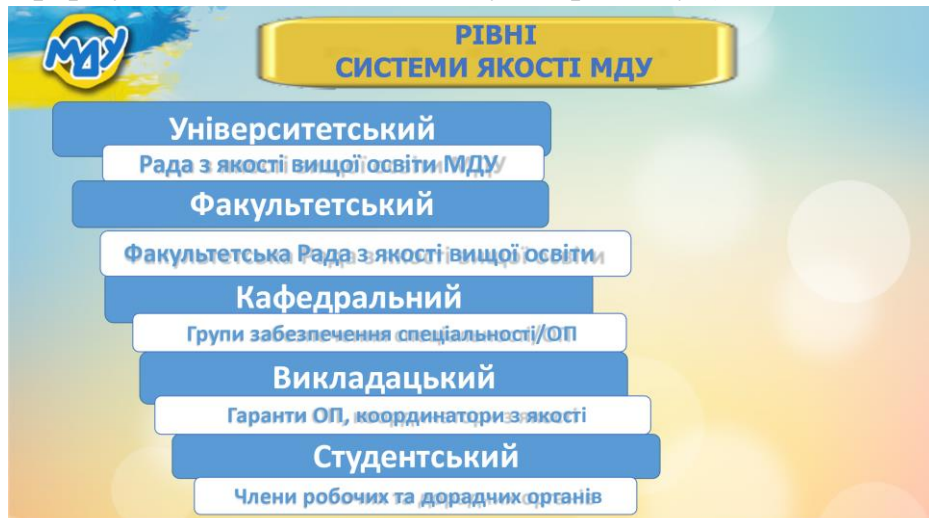 МДУ
РІВНІ
СИСТЕМИ ЯКОСТІ МДУ
Університетський
Рада з якості вищої освіти МДУ
Факультетський
Факультетська Рада з якості вищої освіти
Кафедральний
Групи забезпечення спеціальності/ОП
Викладацький
Гаранти ОП, координатори з якості
Студентський
Члени робочих та дорадчих органів